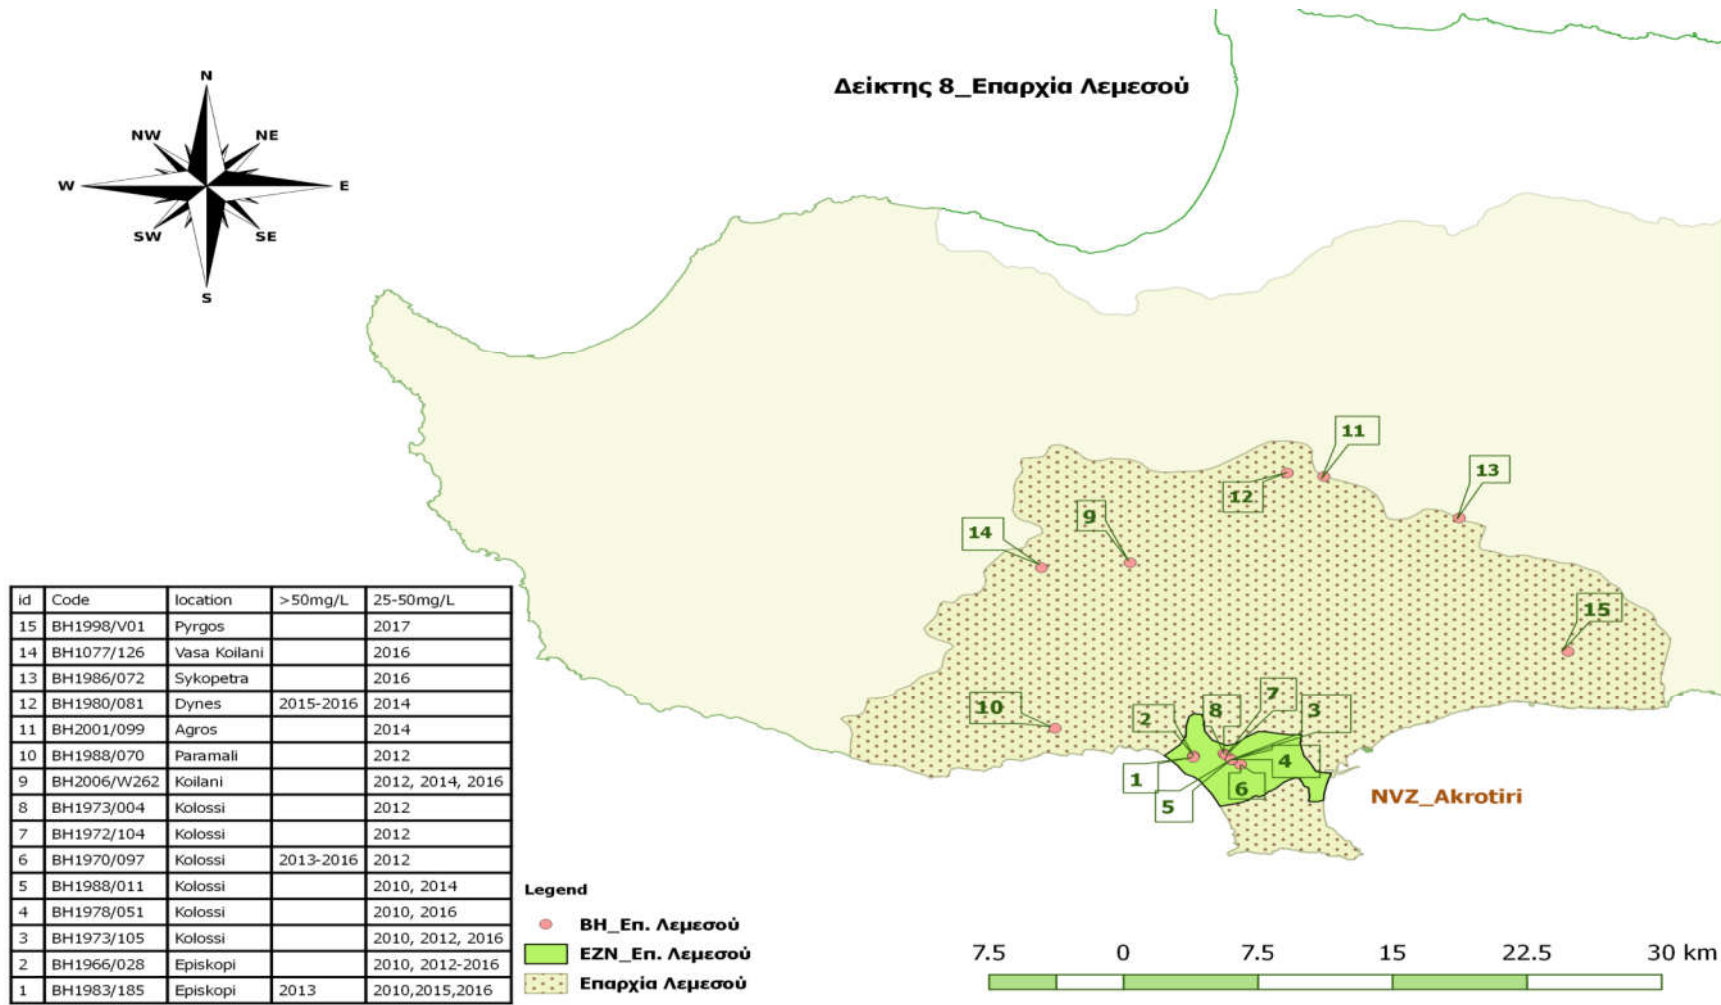 Δείκτης 8_Επαρχία Λεμεσού
N
NW
NE
W
E
SW
SE
S
11
13
12
9
14
15
10
2
8
7
3
1
5
6
4
NVZ_Akrotiri
id Code location >50mg/L 25-50mg/L
15 BH1998/V01 Pyrgos 2017
14 BH1077/126 Vasa Koilani 2016
13 BH1986/072 Sykopetra 2016
12 BH1980/081 Dynes 2015-2016 2014
11 BH2001/099 Agros 2014
10 BH1988/070 Paramali 2012
9 BH2006/W262 Koilani 2012, 2014, 2016
8 BH1973/004 Kolossi 2012
7 BH1972/104 Kolossi 2012
6 BH1970/097 Kolossi 2013-2016 2012
5 BH1988/011 Kolossi 2010, 2014
4 BH1978/051 Kolossi 2010, 2016
3 BH1973/105 Kolossi 2010, 2012, 2016
2 BH1966/028 Episkopi 2010, 2012-2016
1 BH1983/185 Episkopi 2013 2010,2015,2016
Legend
BH_Επ. Λεμεσού
EZN_Επ. Λεμεσού
Επαρχία Λεμεσού
7.5 0 7.5 15 22.5 30 km